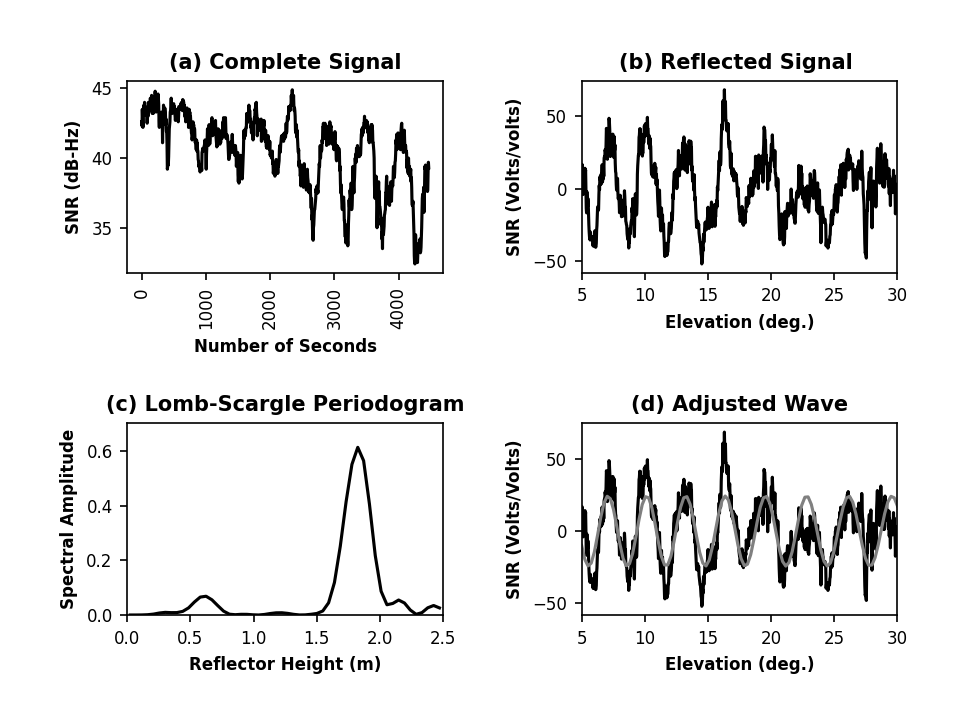 (a) Complete Signal
45
40
35
SNR (dB-Hz)
0
1000
2000
3000
4000
Number of Seconds
(b) Reflected Signal
50
0
−50
SNR (Volts/volts)
5 10 15 20 25 30
Elevation (deg.)
(c) Lomb-Scargle Periodogram
0.6
0.4
0.2
0.0
Spectral Amplitude
0.0 0.5 1.0 1.5 2.0 2.5
Reflector Height (m)
(d) Adjusted Wave
50
0
−50
SNR (Volts/Volts)
5 10 15 20 25 30
Elevation (deg.)